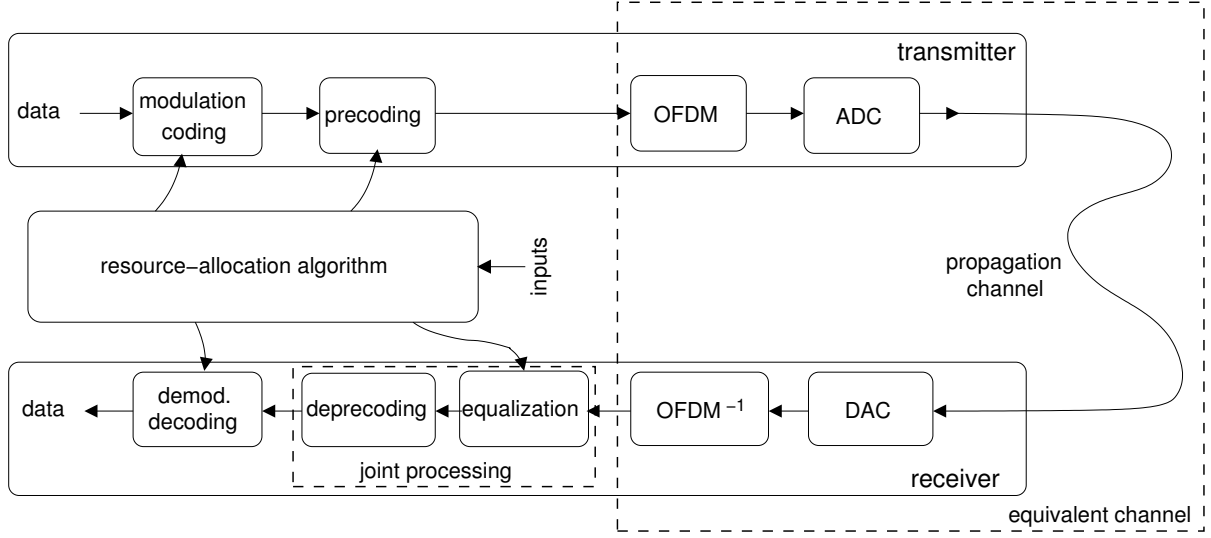 transmitter
data
modulation
coding
precoding
OFDM
ADC
resource−allocation algorithm
inputs
propagation
channel
data
demod.
decoding
deprecoding
equalization
OFDM −1
DAC
joint processing
receiver
equivalent channel